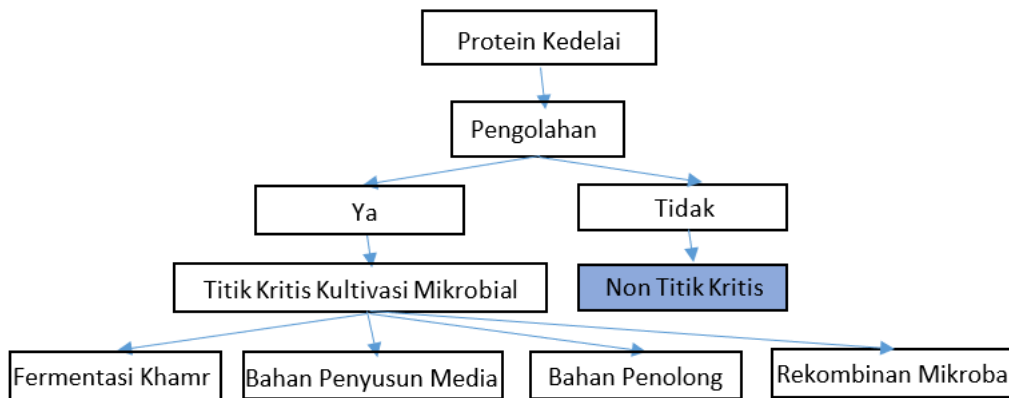 Protein Kedelai
Pengolahan
Ya
Tidak
Titik Kritis Kultivasi Mikrobial
Non Titik Kritis
Fermentasi Khamr
Bahan Penyusun Media
Bahan Penolong
Rekombinan Mikroba